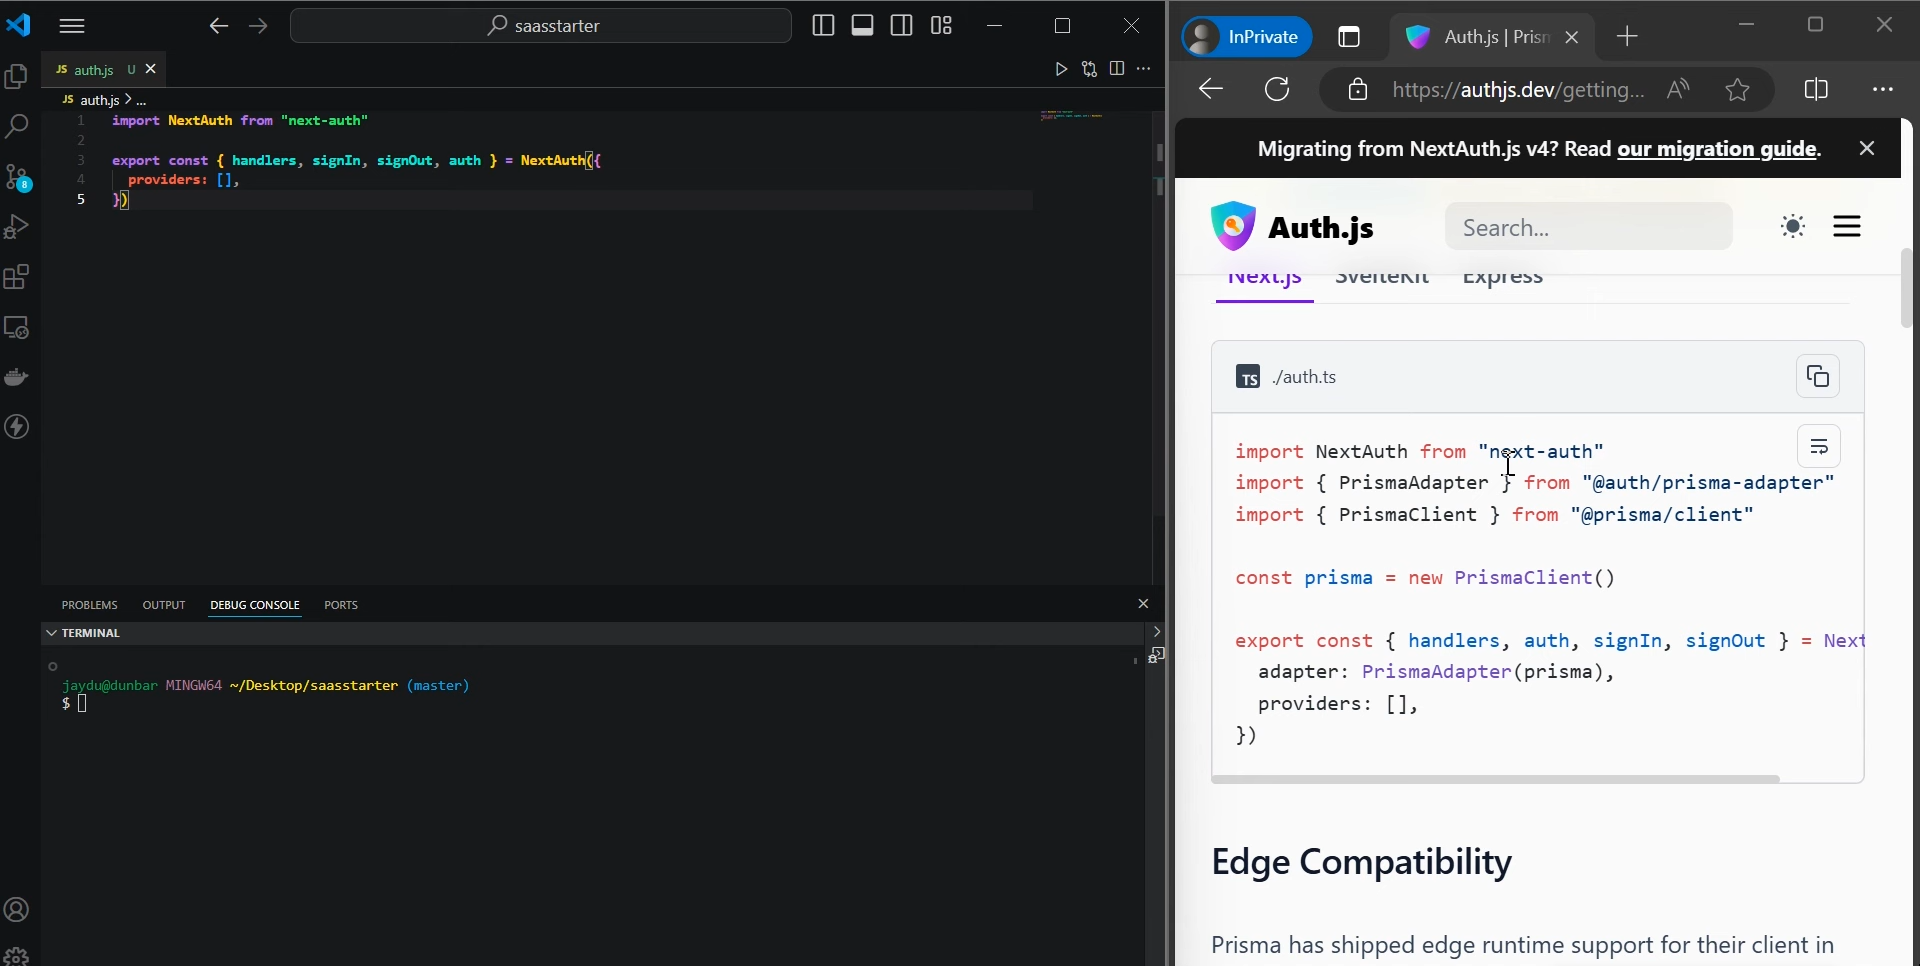 saasstarter
JS auth.js U
JS auth.js > ...
1 import NextAuth from "next-auth"
2
3 export const { handlers, signIn, signOut, auth } = NextAuth({
4 providers: [],
5 })
8
PROBLEMS OUTPUT DEBUG CONSOLE PORTS
TERMINAL
jaydu@dunbar MINGW64 ~/Desktop/saasstarter (master)
$
InPrivate
Auth.js | Prism
https://authjs.dev/getting...
Migrating from NextAuth.js v4? Read our migration guide.
Auth.js
Search...
Next.js SvelteKit Express
TS ./auth.ts
import NextAuth from "next-auth"
import { PrismaAdapter } from "@auth/prisma-adapter"
import { PrismaClient } from "@prisma/client"
const prisma = new PrismaClient()
export const { handlers, auth, signIn, signOut } = Next
adapter: PrismaAdapter(prisma),
providers: [],
})
Edge Compatibility
Prisma has shipped edge runtime support for their client in